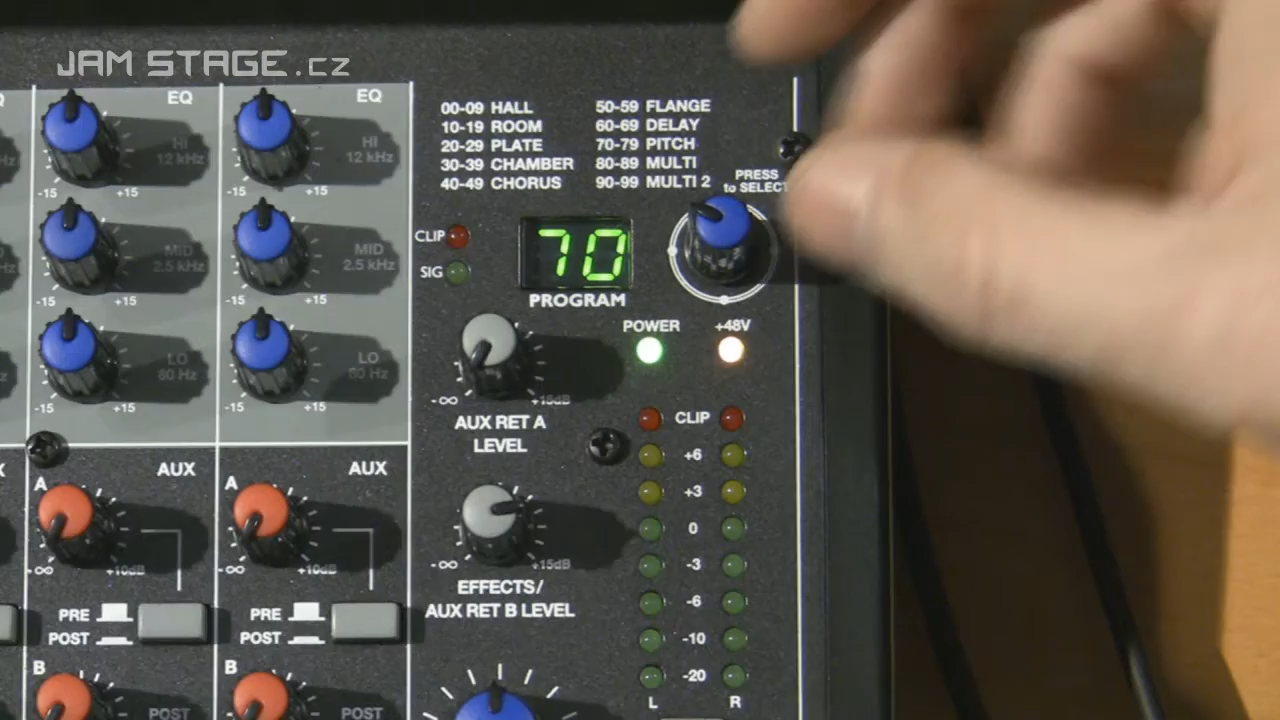 JAM STAGE.cz
EQ
HI
12 kHz
-15 +15
MID
2.5 kHz
-15 +15
LO
80 Hz
-15 +15
AUX
A
-∞ +10dB
PRE
POST
B
POST
EQ
HI
12 kHz
-15 +15
MID
2.5 kHz
-15 +15
LO
80 Hz
-15 +15
AUX
A
-∞ +10dB
PRE
POST
B
POST
00-09 HALL
10-19 ROOM
20-29 PLATE
30-39 CHAMBER
40-49 CHORUS
50-59 FLANGE
60-69 DELAY
70-79 PITCH
80-89 MULTI
90-99 MULTI 2
PRESS
to SELECT
CLIP
SIG
70
PROGRAM
POWER +48V
-∞ +15dB
AUX RET A
LEVEL
-∞ +15dB
EFFECTS/
AUX RET B LEVEL
CLIP
+6
+3
0
-3
-6
-10
-20
L R